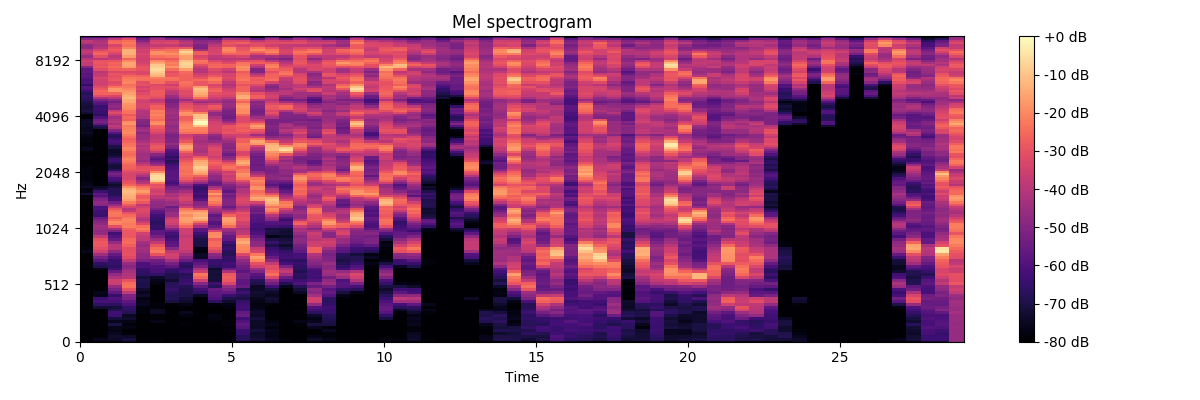 Mel spectrogram
Hz
8192
4096
2048
1024
512
0
0 5 10 15 20 25
Time
+0 dB
-10 dB
-20 dB
-30 dB
-40 dB
-50 dB
-60 dB
-70 dB
-80 dB